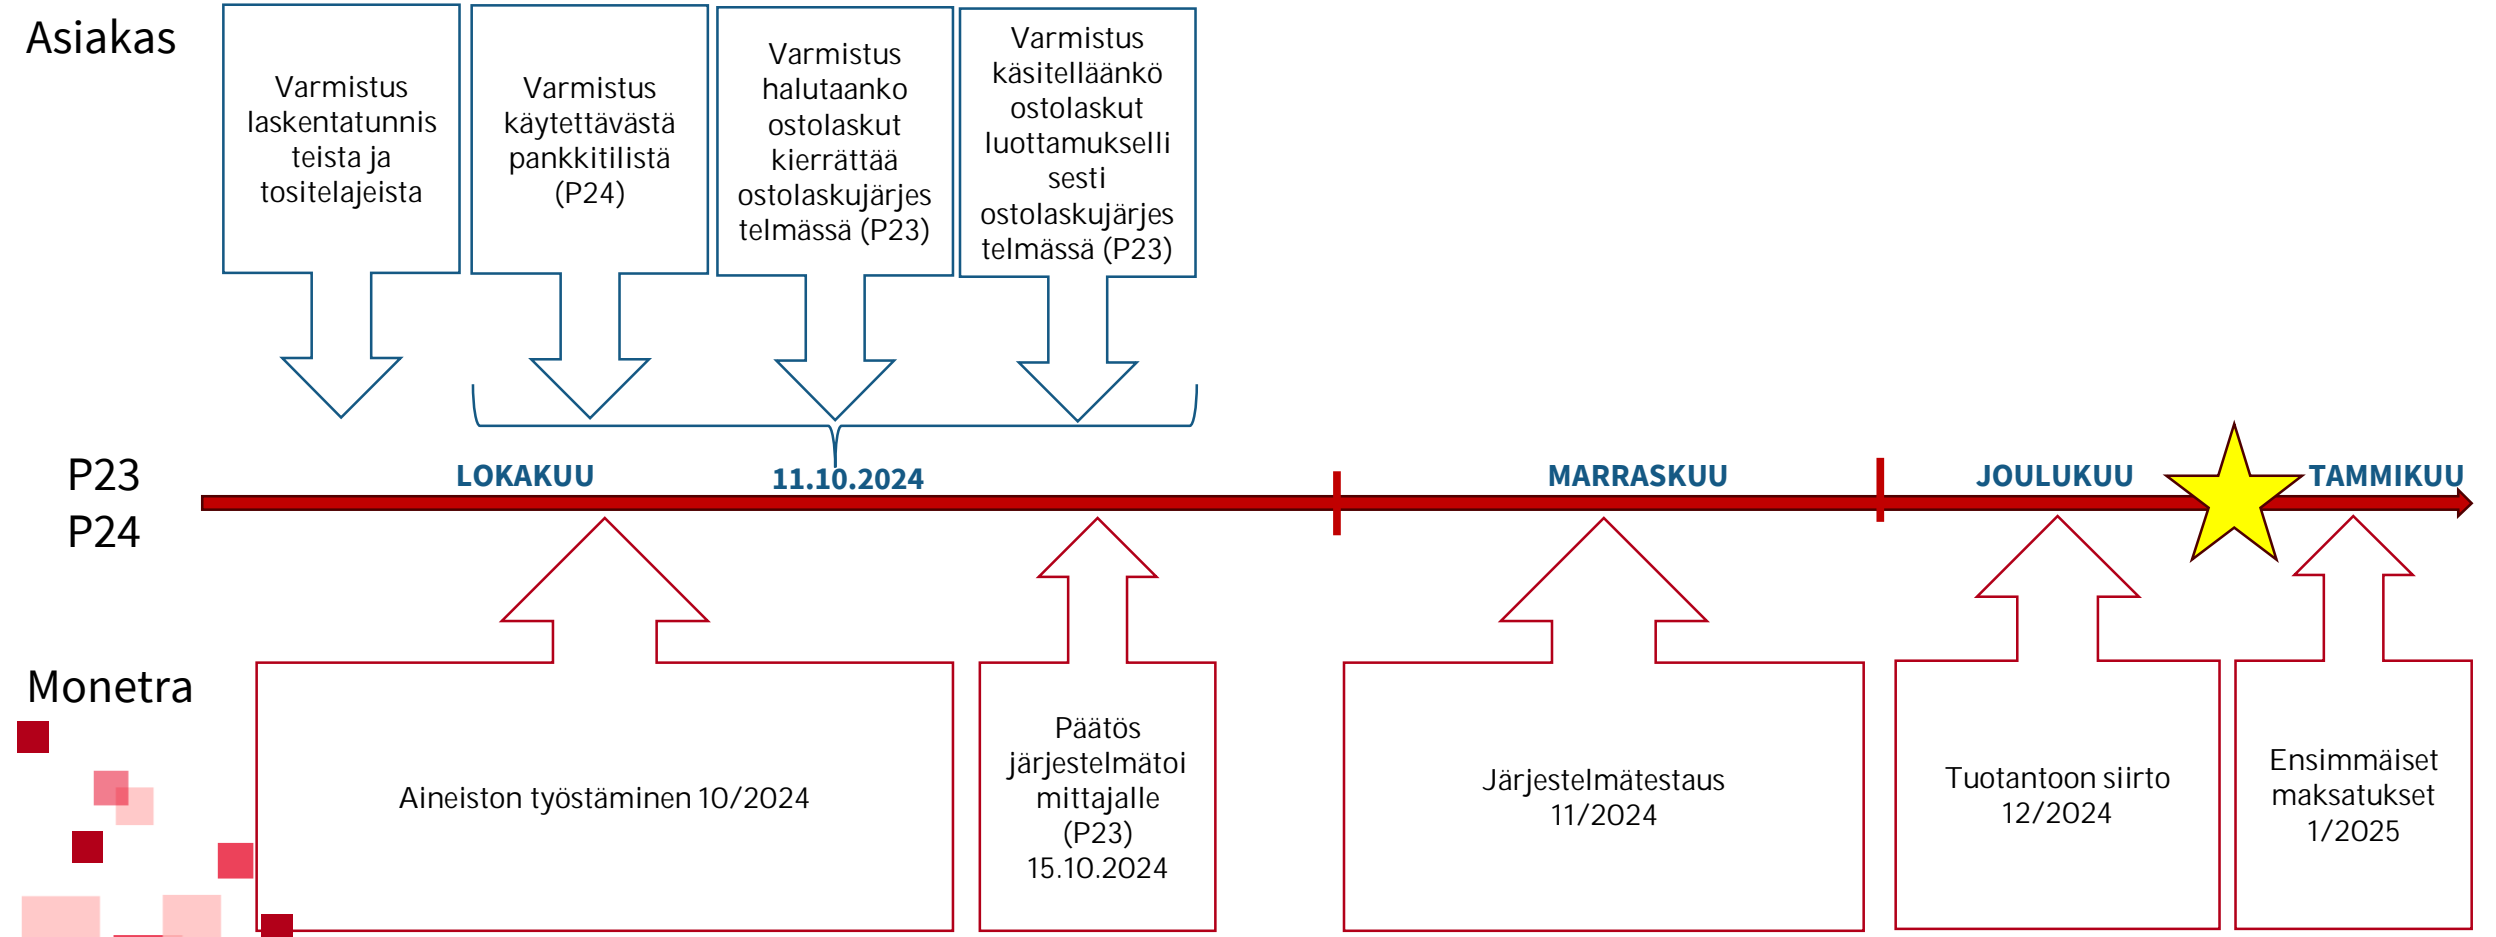 Asiakas
Varmistus
laskentatunnis
teista ja
tositelajeista
Varmistus
käytettävästä
pankkitilistä
(P24)
Varmistus
halutaanko
ostolaskut
kierrättää
ostolaskujärjes
telmässä (P23)
Varmistus
käsitelläänkö
ostolaskut
luottamukselli
sesti
ostolaskujärjes
telmässä (P23)
P23
P24
LOKAKUU
11.10.2024
MARRASKUU
JOULUKUU
TAMMIKUU
Monetra
Aineiston työstäminen 10/2024
Päätös
järjestelmätoi
mittajalle
(P23)
15.10.2024
Järjestelmätestaus
11/2024
Tuotantoon siirto
12/2024
Ensimmäiset
maksatukset
1/2025